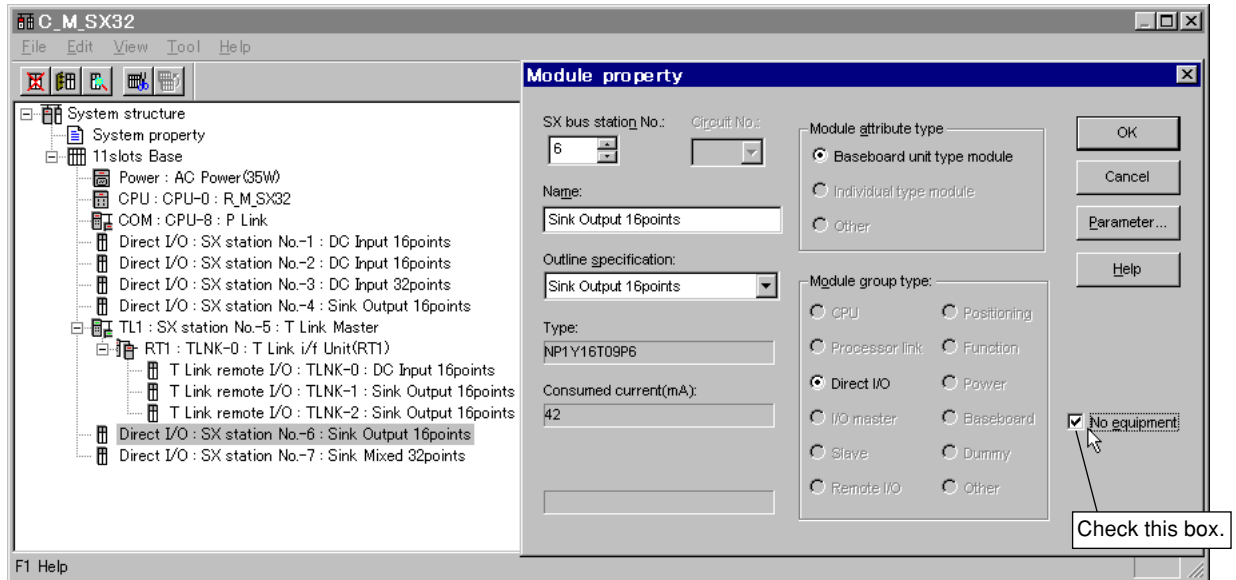 C_M_SX32
File Edit View Tool Help
System structure
System property
11slots Base
Power : AC Power(35W)
CPU : CPU-0 : R_M_SX32
COM : CPU-8 : P Link
Direct I/O : SX station No.-1 : DC Input 16points
Direct I/O : SX station No.-2 : DC Input 16points
Direct I/O : SX station No.-3 : DC Input 32points
Direct I/O : SX station No.-4 : Sink Output 16points
TL1 : SX station No.-5 : T Link Master
RT1 : TLNK-0 : T Link i/f Unit(RT1)
T Link remote I/O : TLNK-0 : DC Input 16points
T Link remote I/O : TLNK-1 : Sink Output 16points
T Link remote I/O : TLNK-2 : Sink Output 16points
Direct I/O : SX station No.-6 : Sink Output 16points
Direct I/O : SX station No.-7 : Sink Mixed 32points
F1 Help
Module property
SX bus station No.: Circuit No.:
6
Name:
Sink Output 16points
Outline specification:
Sink Output 16points
Type:
NP1Y16T09P6
Consumed current(mA):
42
Module attribute type
Baseboard unit type module
Individual type module
Other
Module group type:
CPU Positioning
Processor link Function
Direct I/O Power
I/O master Baseboard
Slave Dummy
Remote I/O Other
OK
Cancel
Parameter...
Help
No equipment
Check this box.